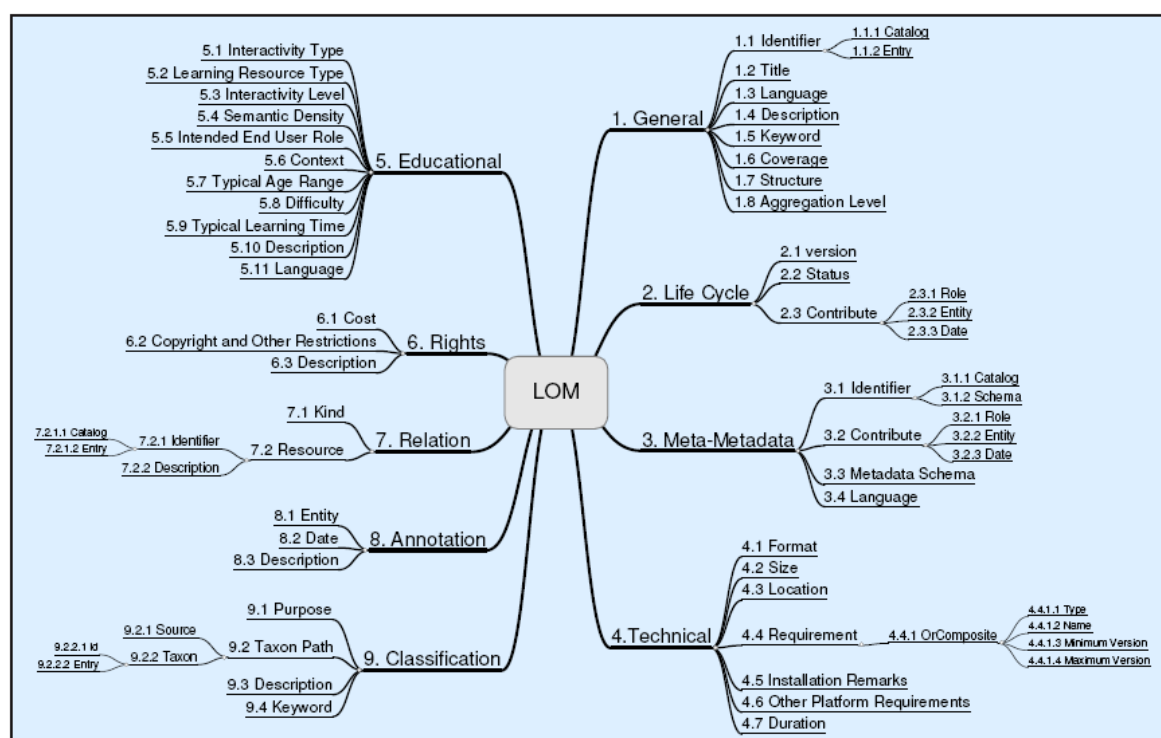 LOM
1. General
1.1 Identifier
1.1.1 Catalog
1.1.2 Entry
1.2 Title
1.3 Language
1.4 Description
1.5 Keyword
1.6 Coverage
1.7 Structure
1.8 Aggregation Level
2. Life Cycle
2.1 version
2.2 Status
2.3 Contribute
2.3.1 Role
2.3.2 Entity
2.3.3 Date
3. Meta-Metadata
3.1 Identifier
3.1.1 Catalog
3.1.2 Schema
3.2 Contribute
3.2.1 Role
3.2.2 Entity
3.2.3 Date
3.3 Metadata Schema
3.4 Language
4.Technical
4.1 Format
4.2 Size
4.3 Location
4.4 Requirement
4.4.1 OrComposite
4.4.1.1 Type
4.4.1.2 Name
4.4.1.3 Minimum Version
4.4.1.4 Maximum Version
4.5 Installation Remarks
4.6 Other Platform Requirements
4.7 Duration
5. Educational
5.1 Interactivity Type
5.2 Learning Resource Type
5.3 Interactivity Level
5.4 Semantic Density
5.5 Intended End User Role
5.6 Context
5.7 Typical Age Range
5.8 Difficulty
5.9 Typical Learning Time
5.10 Description
5.11 Language
6. Rights
6.1 Cost
6.2 Copyright and Other Restrictions
6.3 Description
7. Relation
7.1 Kind
7.2 Resource
7.2.1 Identifier
7.2.1.1 Catalog
7.2.1.2 Entry
7.2.2 Description
8. Annotation
8.1 Entity
8.2 Date
8.3 Description
9. Classification
9.1 Purpose
9.2 Taxon Path
9.2.1 Source
9.2.2 Taxon
9.2.2.1 Id
9.2.2.2 Entry
9.3 Description
9.4 Keyword